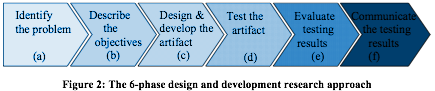 Identify
the problem
(a)
Describe
the
objectives
(b)
Design &
develop the
artifact
(c)
Test the
artifact
(d)
Evaluate
testing
results
(e)
Communicate
the testing
results
(f)
Figure 2: The 6-phase design and development research approach